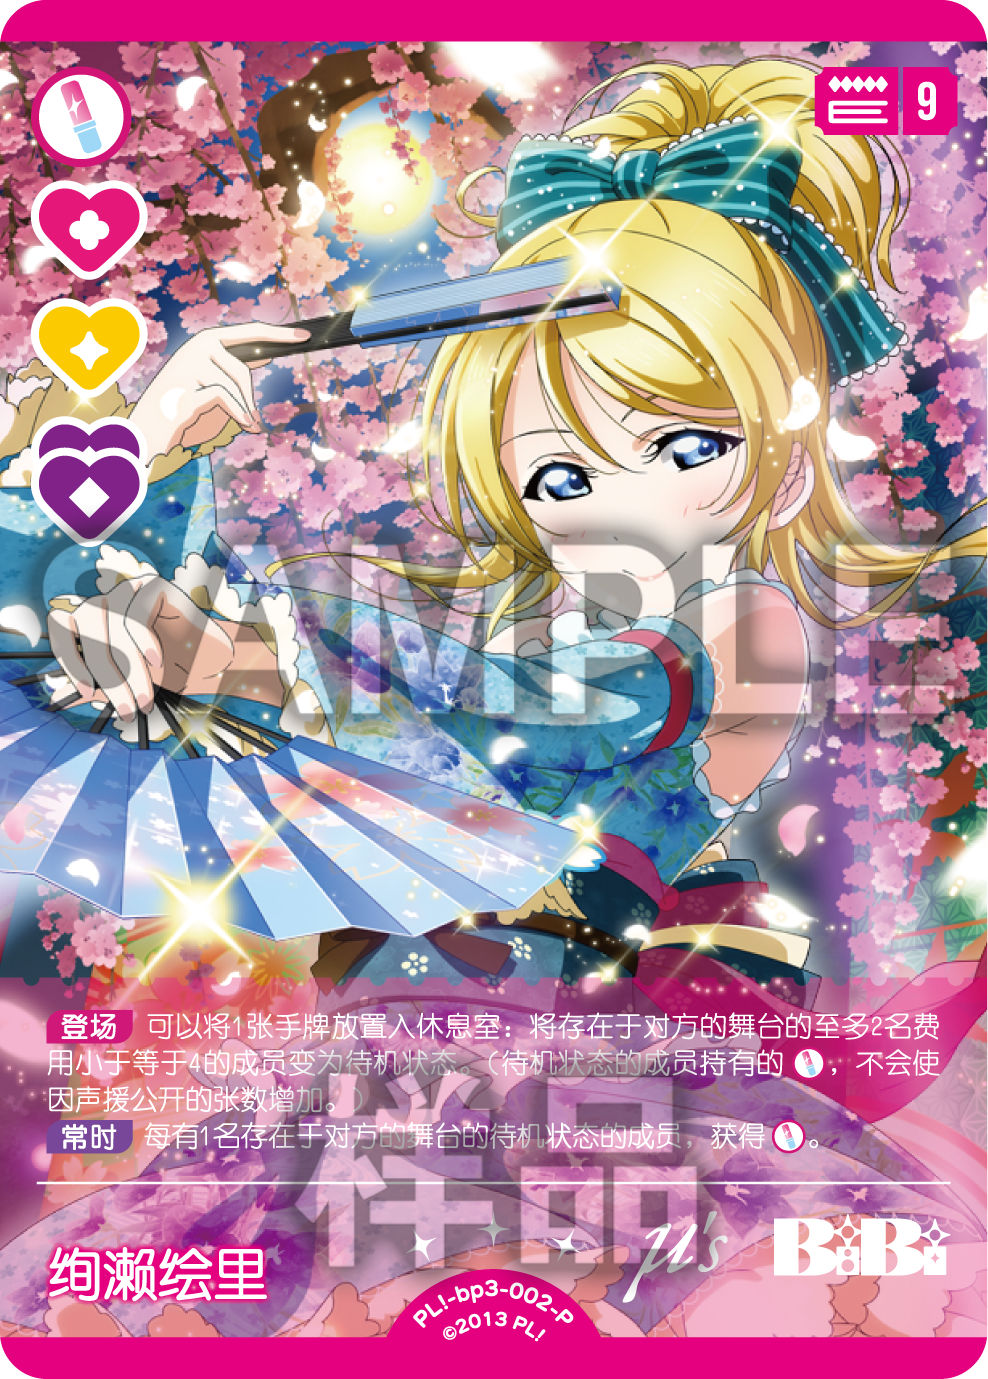 9
SAMPLE
登场 可以将1张手牌放置入休息室：将存在于对方的舞台的至多2名费
用小于等于4的成员变为待机状态。（待机状态的成员持有的 ，不会使
因声援公开的张数增加。）
常时 每有1名存在于对方的舞台的待机状态的成员，获得 。
样品
绚濑绘里
μ's
BiBi
PL!-bp3-002-P
©2013 PL!